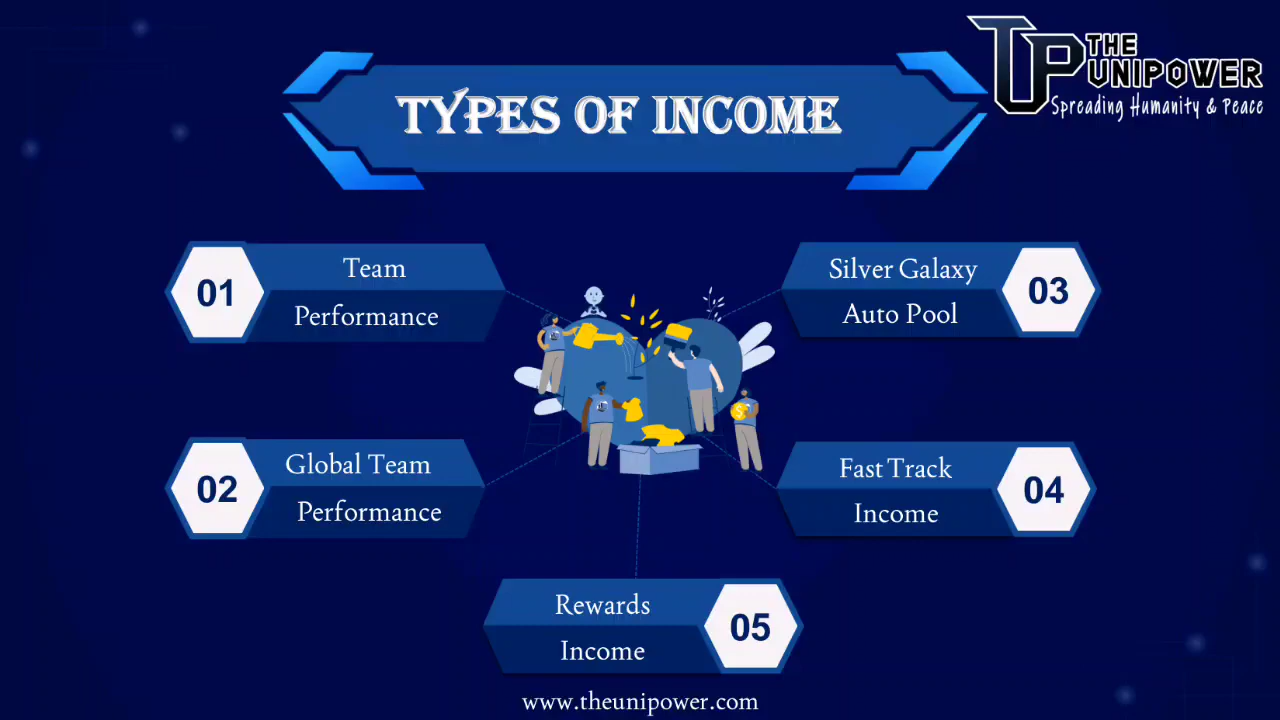 TYPES OF INCOME
TP THE
UNIPOWER
Spreading Humanity & Peace
01
Team
Performance
02
Global Team
Performance
Silver Galaxy
Auto Pool
03
Fast Track
Income
04
Rewards
Income
05
$
www.theunipower.com